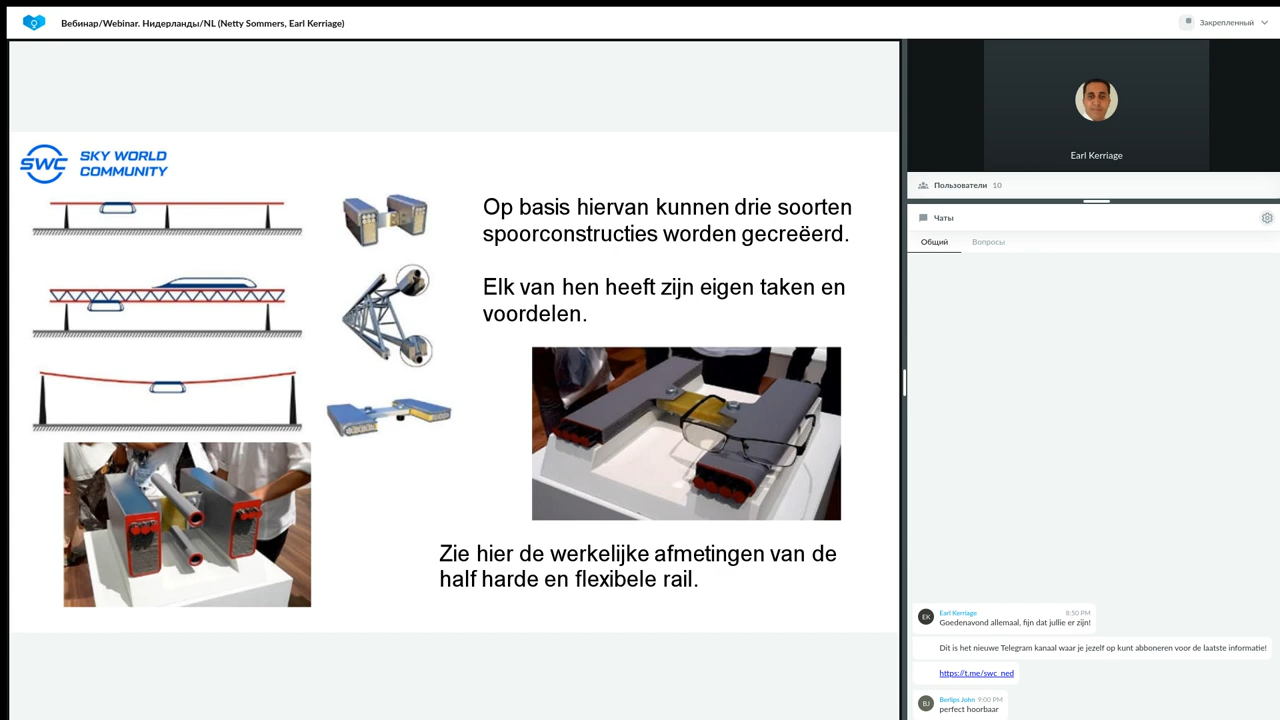 Вебинар/Webinar. Нидерланды/NL (Netty Sommers, Earl Kerriage)
Закрепленный
SWC
SKY WORLD
COMMUNITY
Op basis hiervan kunnen drie soorten
spoorconstructies worden gecreëerd.
Elk van hen heeft zijn eigen taken en
voordelen.
Zie hier de werkelijke afmetingen van de
half harde en flexibele rail.
Earl Kerriage
Пользователи 10
Чаты
Общий Вопросы
EK
Earl Kerriage 8:50 PM
Goedenavond allemaal, fijn dat jullie er zijn!
Dit is het nieuwe Telegram kanaal waar je jezelf op kunt abboneren voor de laatste informatie!
https://t.me/swc_ned
BJ
Berlips John 9:00 PM
perfect hoorbaar